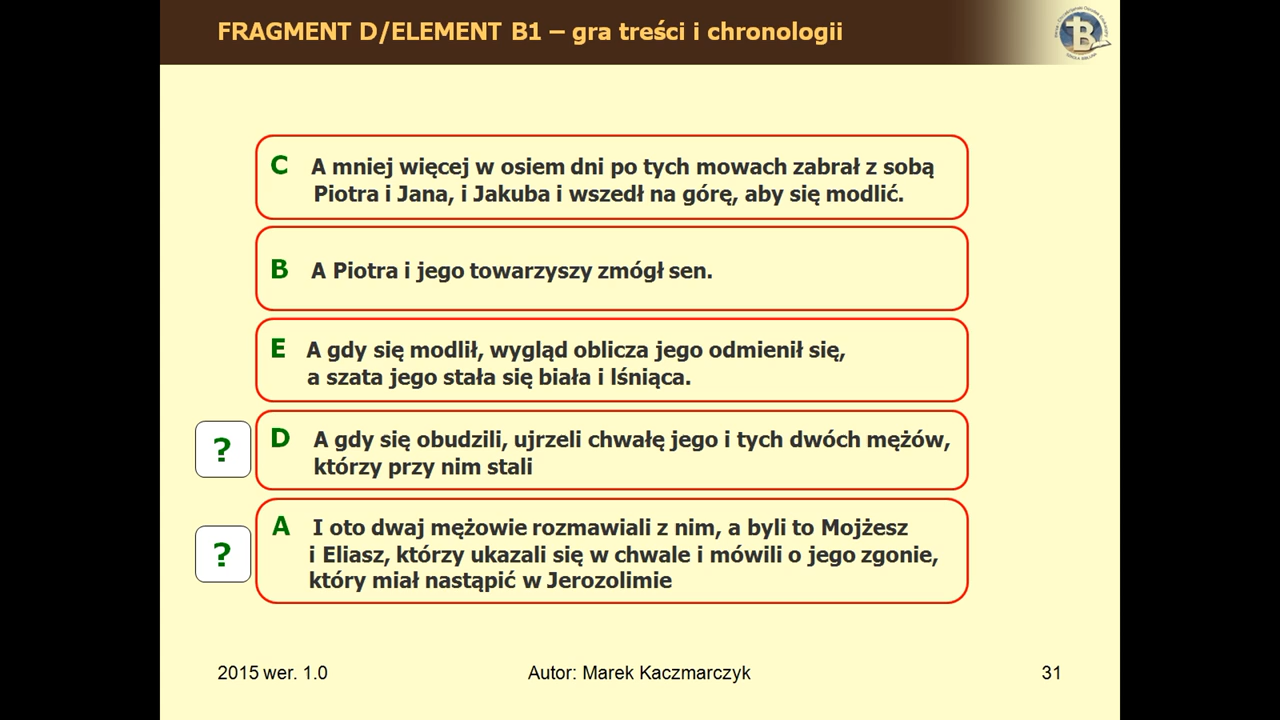 FRAGMENT D/ELEMENT B1 – gra treści i chronologii
C A mniej więcej w osiem dni po tych mowach zabrał z sobą
Piotra i Jana, i Jakuba i wszedł na górę, aby się modlić.
B A Piotra i jego towarzyszy zmógł sen.
E A gdy się modlił, wygląd oblicza jego odmienił się,
a szata jego stała się biała i lśniąca.
? D A gdy się obudzili, ujrzeli chwałę jego i tych dwóch mężów,
którzy przy nim stali
? A I oto dwaj mężowie rozmawiali z nim, a byli to Mojżesz
i Eliasz, którzy ukazali się w chwale i mówili o jego zgonie,
który miał nastąpić w Jerozolimie
2015 wer. 1.0 Autor: Marek Kaczmarczyk 31